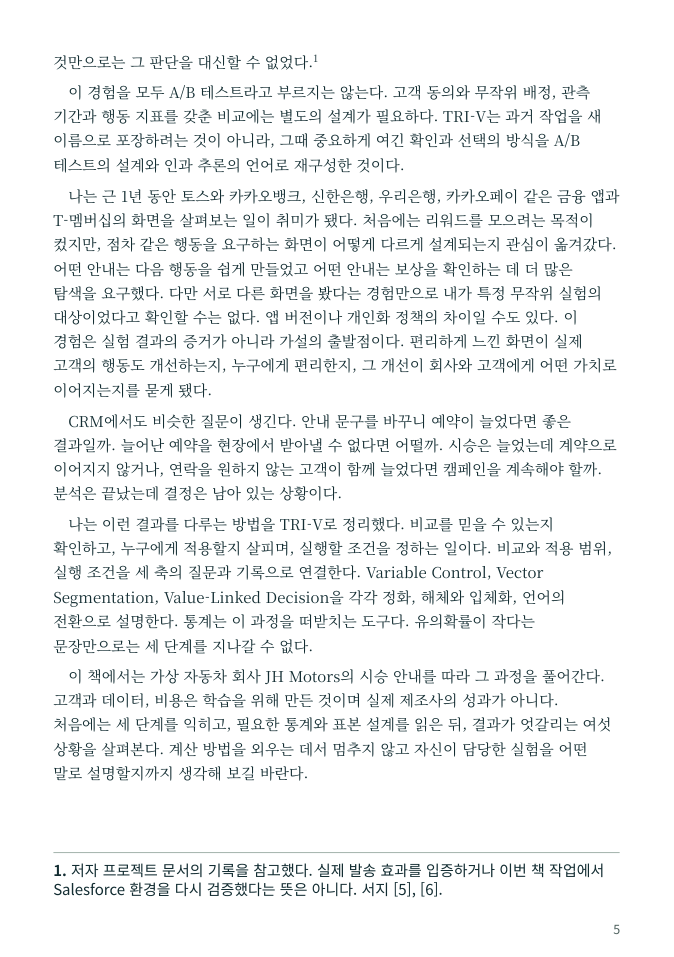 것만으로는 그 판단을 대신할 수 없었다.1
이 경험을 모두 A/B 테스트라고 부르지는 않는다. 고객 동의와 무작위 배정, 관측
기간과 행동 지표를 갖춘 비교에는 별도의 설계가 필요하다. TRI-V는 과거 작업을 새
이름으로 포장하려는 것이 아니라, 그때 중요하게 여긴 확인과 선택의 방식을 A/B
테스트의 설계와 인과 추론의 언어로 재구성한 것이다.
나는 근 1년 동안 토스와 카카오뱅크, 신한은행, 우리은행, 카카오페이 같은 금융 앱과
T-멤버십의 화면을 살펴보는 일이 취미가 됐다. 처음에는 리워드를 모으려는 목적이
컸지만, 점차 같은 행동을 요구하는 화면이 어떻게 다르게 설계되는지 관심이 옮겨갔다.
어떤 안내는 다음 행동을 쉽게 만들었고 어떤 안내는 보상을 확인하는 데 더 많은
탐색을 요구했다. 다만 서로 다른 화면을 봤다는 경험만으로 내가 특정 무작위 실험의
대상이었다고 확인할 수는 없다. 앱 버전이나 개인화 정책의 차이일 수도 있다. 이
경험은 실험 결과의 증거가 아니라 가설의 출발점이다. 편리하게 느낀 화면이 실제
고객의 행동도 개선하는지, 누구에게 편리한지, 그 개선이 회사와 고객에게 어떤 가치로
이어지는지를 묻게 됐다.
CRM에서도 비슷한 질문이 생긴다. 안내 문구를 바꾸니 예약이 늘었다면 좋은
결과일까. 늘어난 예약을 현장에서 받아낼 수 없다면 어떨까. 시승은 늘었는데 계약으로
이어지지 않거나, 연락을 원하지 않는 고객이 함께 늘었다면 캠페인을 계속해야 할까.
분석은 끝났는데 결정은 남아 있는 상황이다.
나는 이런 결과를 다루는 방법을 TRI-V로 정리했다. 비교를 믿을 수 있는지
확인하고, 누구에게 적용할지 살피며, 실행할 조건을 정하는 일이다. 비교와 적용 범위,
실행 조건을 세 축의 질문과 기록으로 연결한다. Variable Control, Vector
Segmentation, Value-Linked Decision을 각각 정화, 해체와 입체화, 언어의
전환으로 설명한다. 통계는 이 과정을 떠받치는 도구다. 유의확률이 작다는
문장만으로는 세 단계를 지나갈 수 없다.
이 책에서는 가상 자동차 회사 JH Motors의 시승 안내를 따라 그 과정을 풀어간다.
고객과 데이터, 비용은 학습을 위해 만든 것이며 실제 제조사의 성과가 아니다.
처음에는 세 단계를 익히고, 필요한 통계와 표본 설계를 읽은 뒤, 결과가 엇갈리는 여섯
상황을 살펴본다. 계산 방법을 외우는 데서 멈추지 않고 자신이 담당한 실험을 어떤
말로 설명할지까지 생각해 보길 바란다.
1. 저자 프로젝트 문서의 기록을 참고했다. 실제 발송 효과를 입증하거나 이번 책 작업에서
Salesforce 환경을 다시 검증했다는 뜻은 아니다. 서지 [5], [6].
5